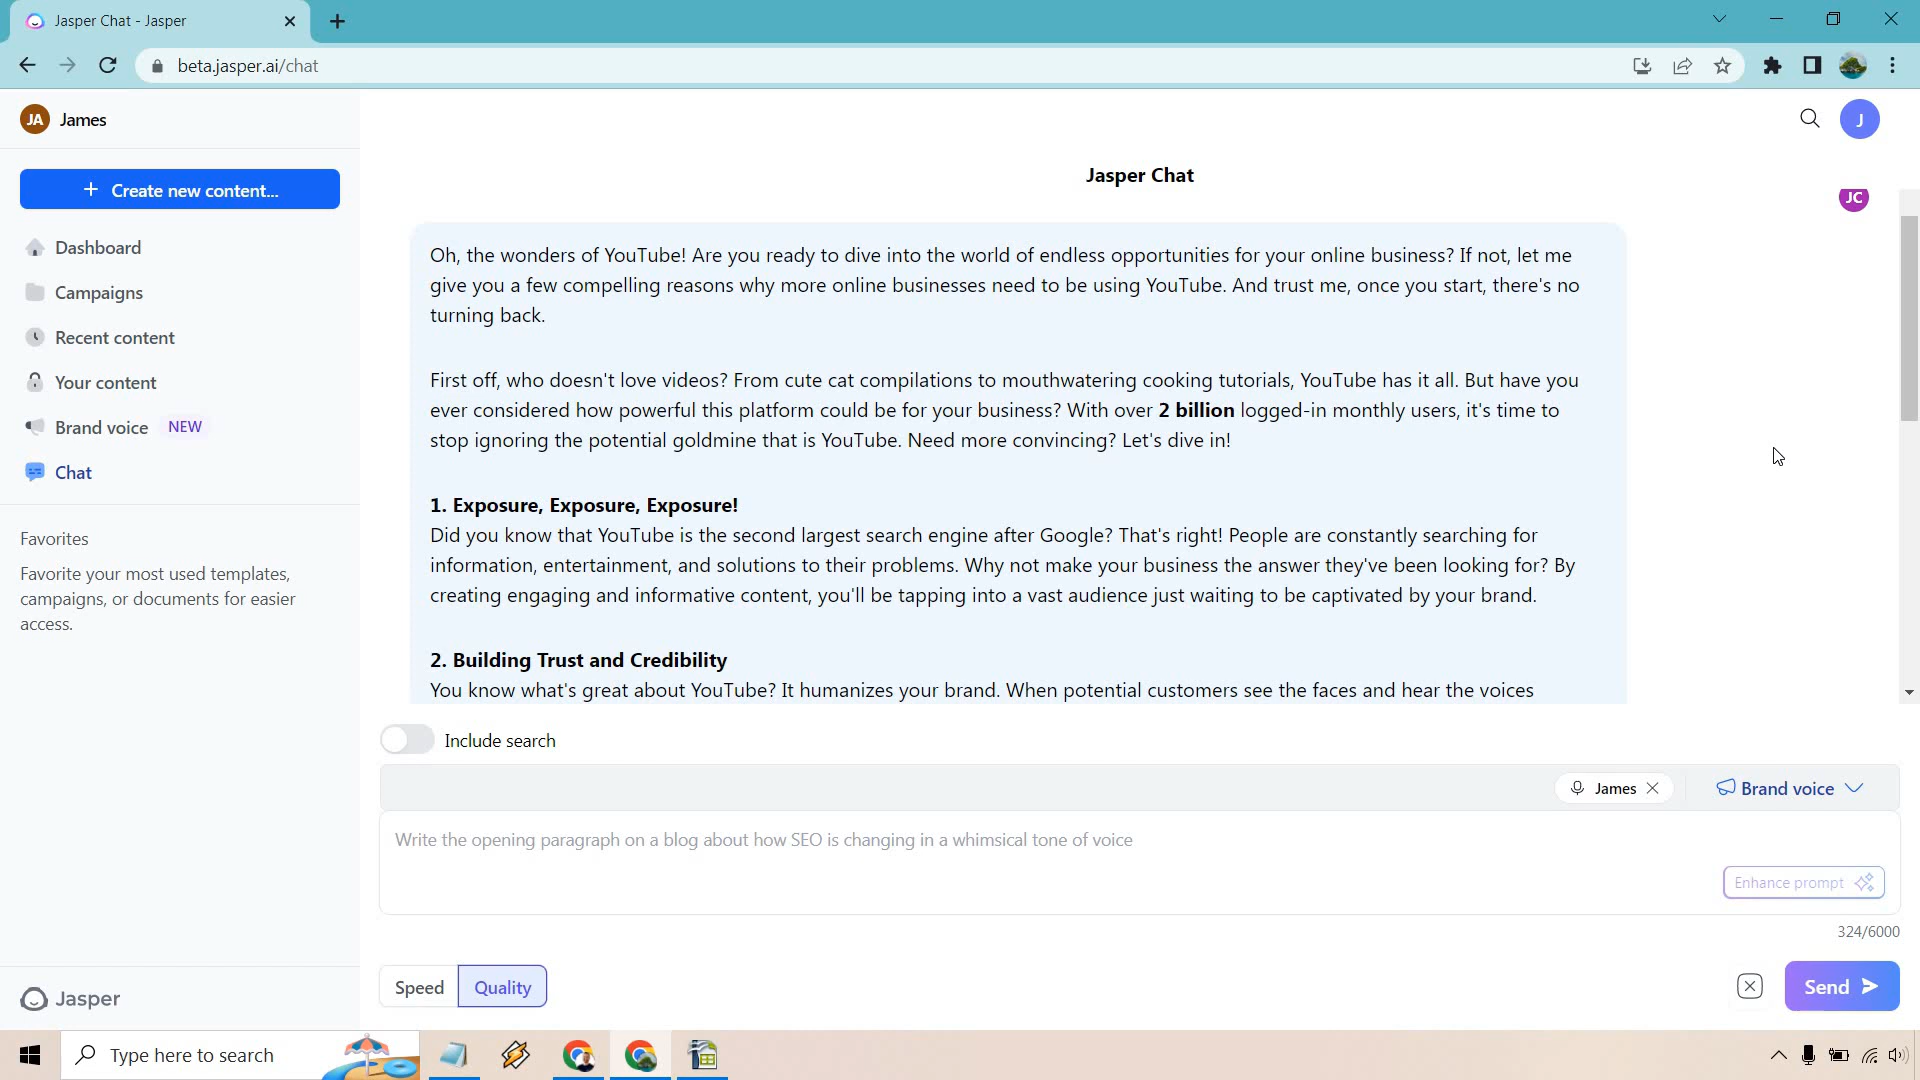 Jasper Chat - Jasper
beta.jasper.ai/chat
JA James
J
Create new content...
Dashboard
Campaigns
Recent content
Your content
Brand voice NEW
Chat
Favorites
Favorite your most used templates,
campaigns, or documents for easier
access.
Jasper
Jasper Chat
JC
Oh, the wonders of YouTube! Are you ready to dive into the world of endless opportunities for your online business? If not, let me
give you a few compelling reasons why more online businesses need to be using YouTube. And trust me, once you start, there's no
turning back.
First off, who doesn't love videos? From cute cat compilations to mouthwatering cooking tutorials, YouTube has it all. But have you
ever considered how powerful this platform could be for your business? With over 2 billion logged-in monthly users, it's time to
stop ignoring the potential goldmine that is YouTube. Need more convincing? Let's dive in!
1. Exposure, Exposure, Exposure!
Did you know that YouTube is the second largest search engine after Google? That's right! People are constantly searching for
information, entertainment, and solutions to their problems. Why not make your business the answer they've been looking for? By
creating engaging and informative content, you'll be tapping into a vast audience just waiting to be captivated by your brand.
2. Building Trust and Credibility
You know what's great about YouTube? It humanizes your brand. When potential customers see the faces and hear the voices
Include search
James
Brand voice
Write the opening paragraph on a blog about how SEO is changing in a whimsical tone of voice
Enhance prompt
324/6000
Speed Quality
Send
Type here to search